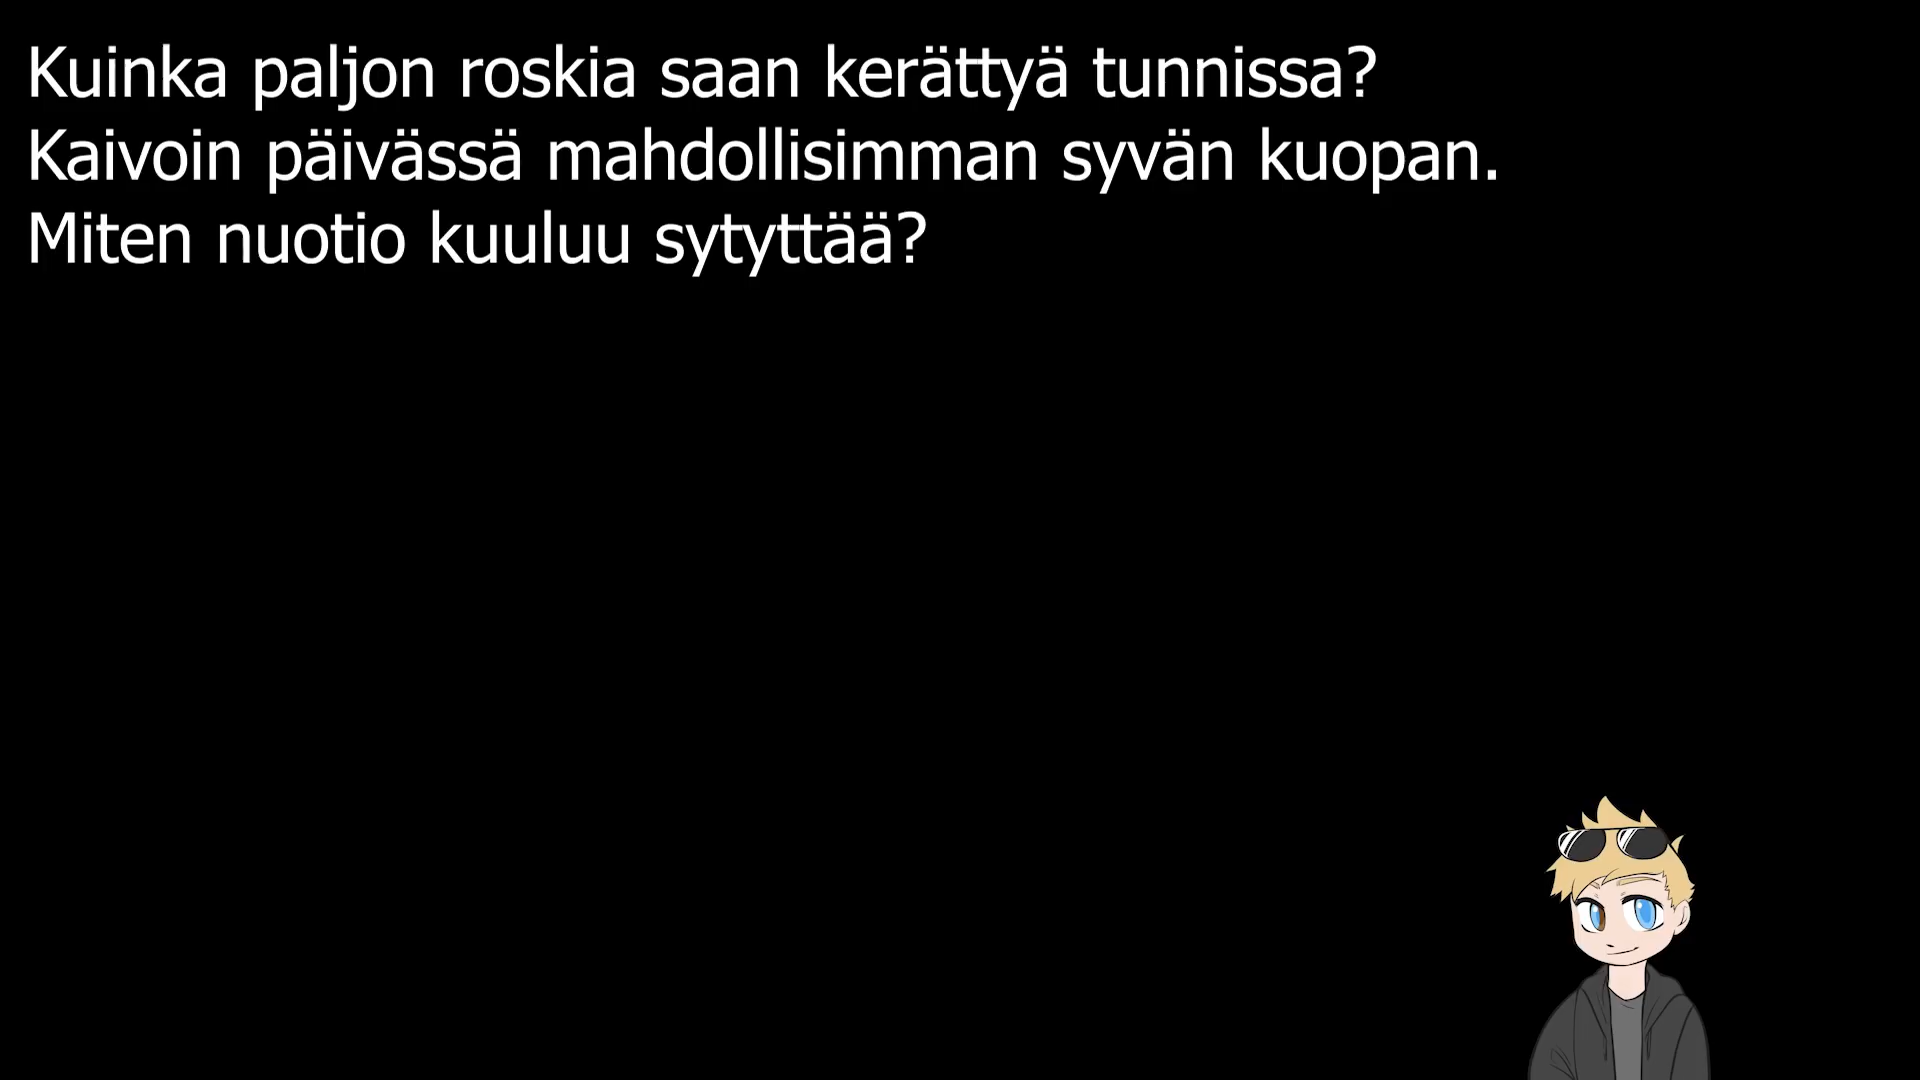 Kuinka paljon roskia saan kerättyä tunnissa?
Kaivoin päivässä mahdollisimman syvän kuopan.
Miten nuotio kuuluu sytyttää?